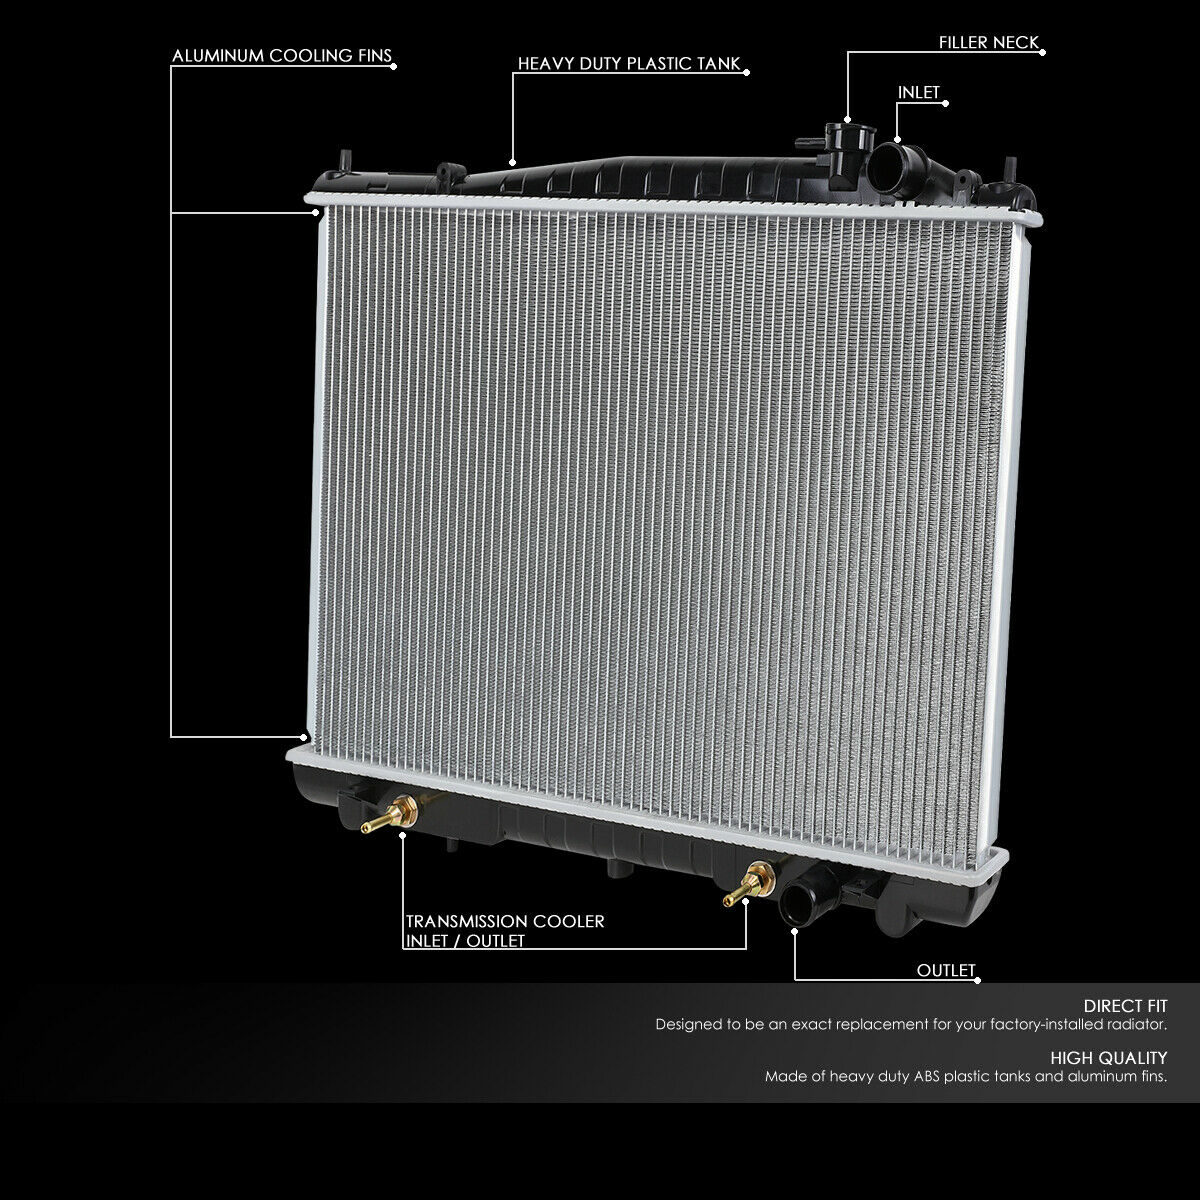 ALUMINUM COOLING FINS
HEAVY DUTY PLASTIC TANK
FILLER NECK
INLET
TRANSMISSION COOLER
INLET / OUTLET
OUTLET
DIRECT FIT
Designed to be an exact replacement for your factory-installed radiator.
HIGH QUALITY
Made of heavy duty ABS plastic tanks and aluminum fins.